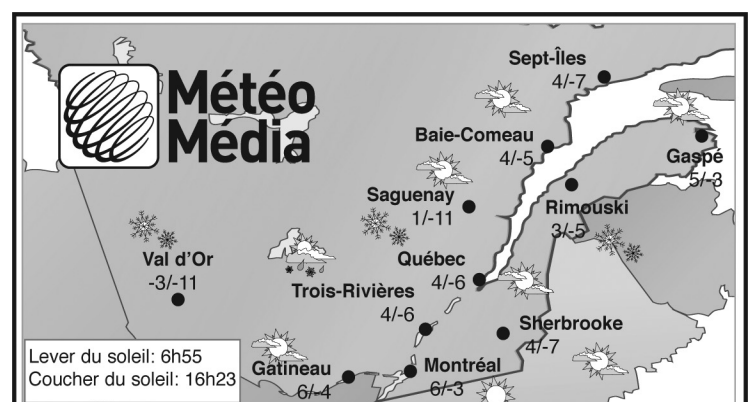 Météo
Média
Sept-Îles
4/-7
Baie-Comeau
4/-5
Gaspé
5/-3
Saguenay
1/-11
Rimouski
3/-5
Val d'Or
-3/-11
Québec
4/-6
Trois-Rivières
4/-6
Sherbrooke
4/-7
Lever du soleil: 6h55
Coucher du soleil: 16h23
Gatineau
6/-4
Montréal
6/-3